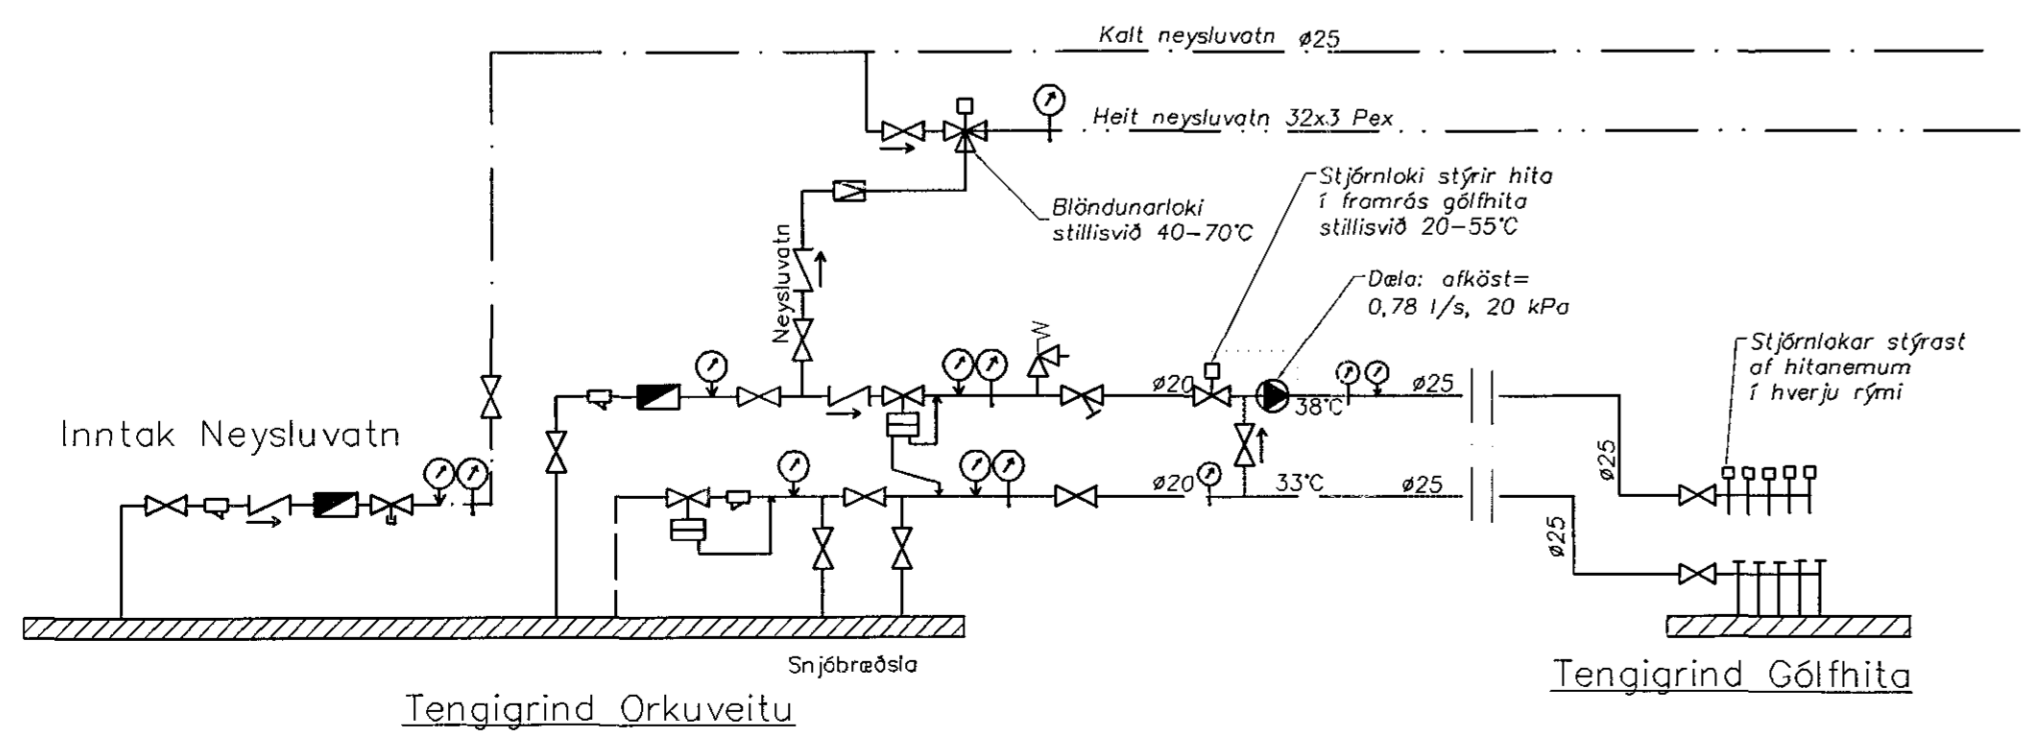 Kalt neysluvatn ø25
Heit neysluvatn 32x3 Pex
Stjórnloki stýrir hita
í framrás gólfhita
stillisvið 20-55°C
Blöndunarloki
stillisvið 40-70°C
Neysluvatn
Dæla: afköst=
0,78 l/s, 20 kPa
Stjórnlokar stýrast
af hitanemum
í hverju rými
ø20
38°C
ø25
Inntak Neysluvatn
ø20
33°C
ø25
ø25
ø25
Snjóbræðsla
Tengigrind Orkuveitu
Tengigrind Gólfhita